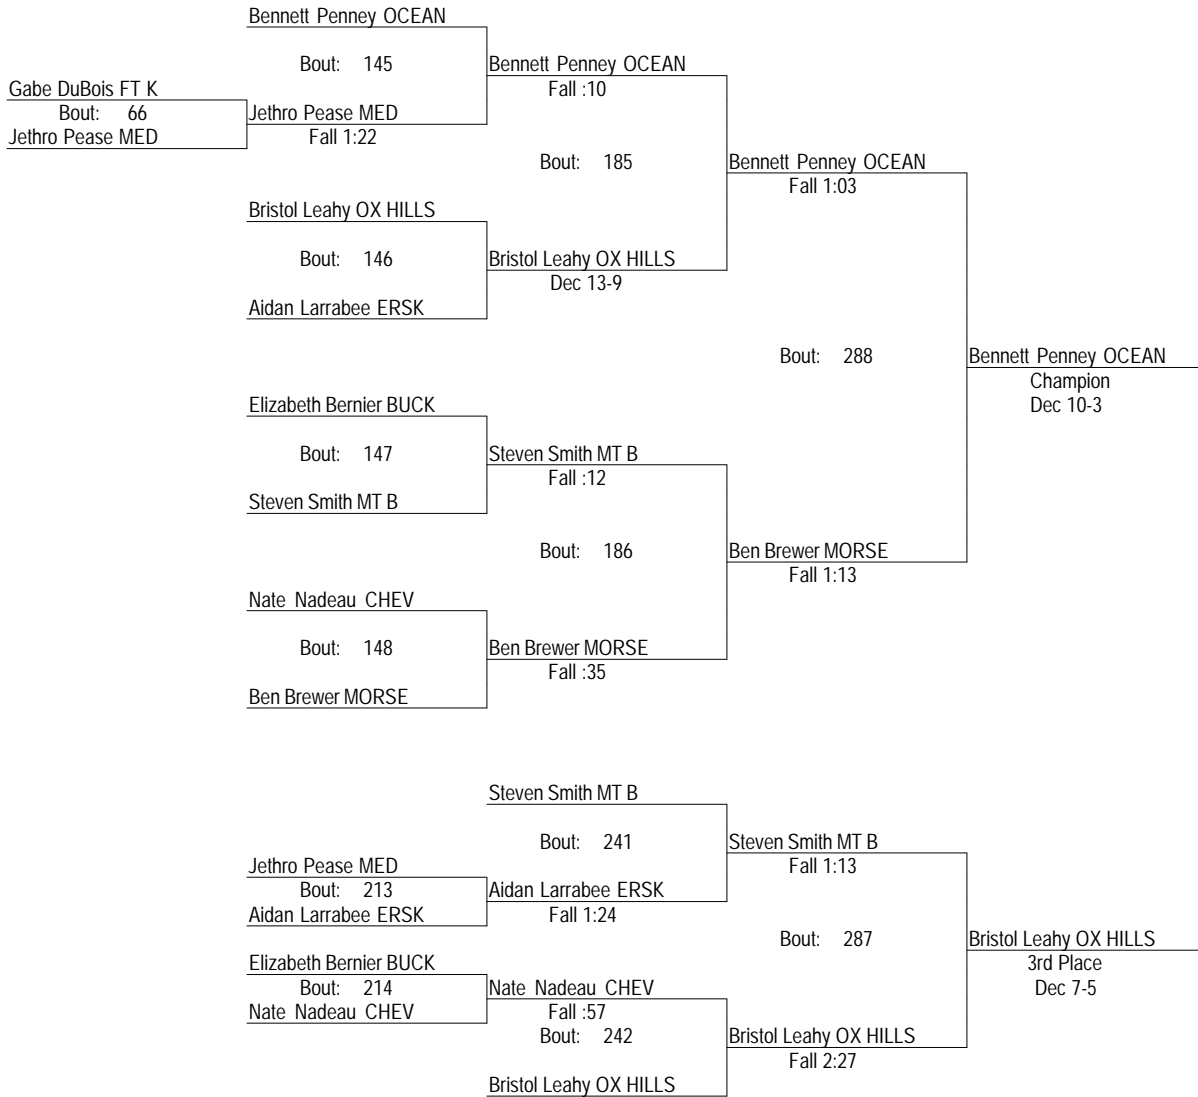 Bennett Penney OCEAN
Bout: 145
Bennett Penney OCEAN
Fall :10
Gabe DuBois FT K
Bout: 66
Jethro Pease MED
Jethro Pease MED
Fall 1:22
Bout: 185
Bennett Penney OCEAN
Fall 1:03
Bristol Leahy OX HILLS
Bout: 146
Bristol Leahy OX HILLS
Dec 13-9
Aidan Larrabee ERSK
Bout: 288
Bennett Penney OCEAN
Champion
Dec 10-3
Elizabeth Bernier BUCK
Bout: 147
Steven Smith MT B
Fall :12
Steven Smith MT B
Bout: 186
Ben Brewer MORSE
Fall 1:13
Nate Nadeau CHEV
Bout: 148
Ben Brewer MORSE
Fall :35
Ben Brewer MORSE
Steven Smith MT B
Bout: 241
Steven Smith MT B
Fall 1:13
Jethro Pease MED
Bout: 213
Aidan Larrabee ERSK
Aidan Larrabee ERSK
Fall 1:24
Bout: 287
Bristol Leahy OX HILLS
3rd Place
Dec 7-5
Elizabeth Bernier BUCK
Bout: 214
Nate Nadeau CHEV
Nate Nadeau CHEV
Fall :57
Bout: 242
Bristol Leahy OX HILLS
Fall 2:27
Bristol Leahy OX HILLS